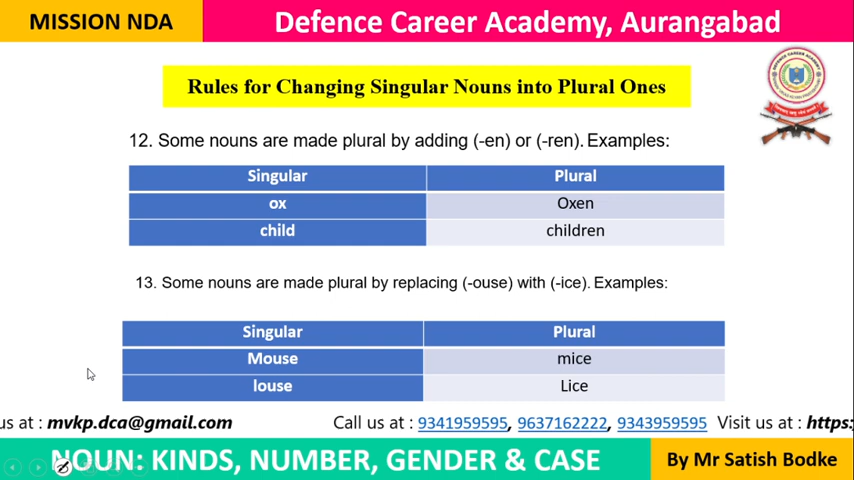 MISSION NDA
Defence Career Academy, Aurangabad
Rules for Changing Singular Nouns into Plural Ones
12. Some nouns are made plural by adding (-en) or (-ren). Examples:
Singular Plural
ox Oxen
child children
13. Some nouns are made plural by replacing (-ouse) with (-ice). Examples:
Singular Plural
Mouse mice
louse Lice
us at : mvkp.dca@gmail.com Call us at : 9341959595, 9637162222, 9343959595 Visit us at : https:
NOUN: KINDS, NUMBER, GENDER & CASE
By Mr Satish Bodke